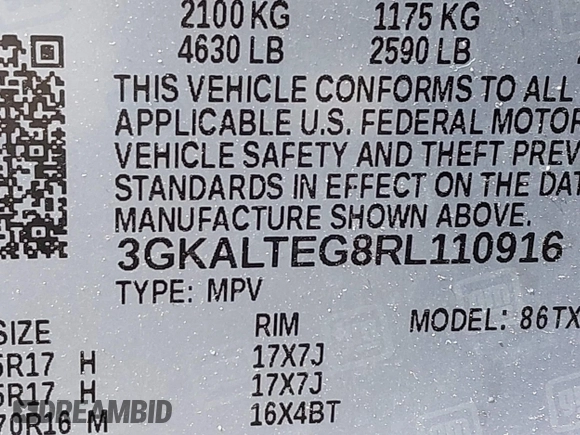 2100 KG 1175 KG
4630 LB 2590 LB
THIS VEHICLE CONFORMS TO ALL
APPLICABLE U.S. FEDERAL MOTOR
VEHICLE SAFETY AND THEFT PREV
STANDARDS IN EFFECT ON THE DAT
MANUFACTURE SHOWN ABOVE.
3GKALTEG8RL110916
TYPE: MPV
SIZE RIM MODEL: 86TX
5R17 H 17X7J
5R17 H 17X7J
70R16 M 16X4BT
DREAMBID